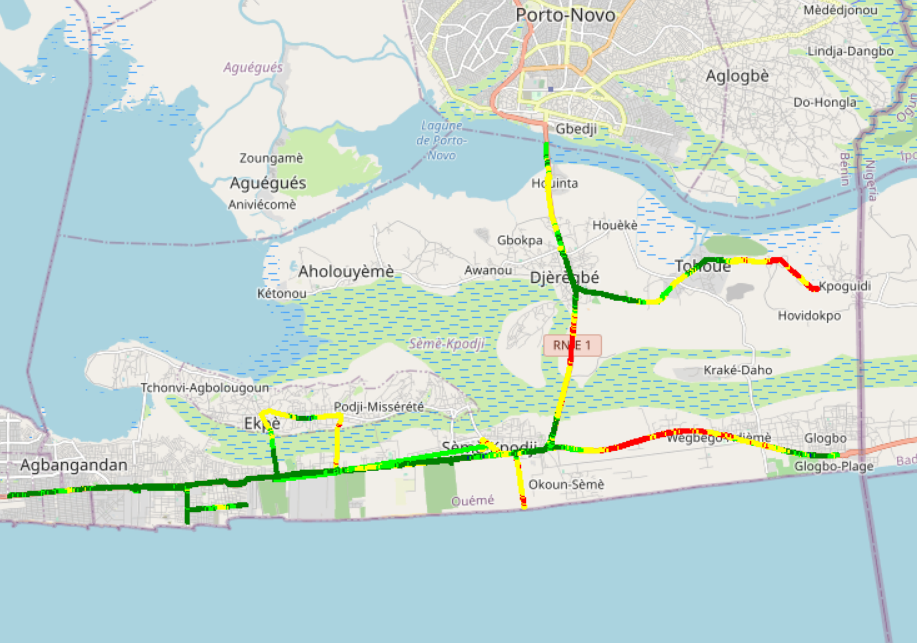 Porto-Novo
Mèdédjonou
Lindja-Dangbo
Aguégués
Aglogbè
Do-Hongla
Gbedji
Lagune
de Porto-
Novo
Zoungamè
Aguégués
Aniviécomè
Houinta
Bénin
Nigeria
Houèkè
Gbokpa
Aholouyèmè
Awanou
Djèrègbé
Tohouè
Kétonou
Kpoguidi
Hovidokpo
Sèmè-Kpodji
RNIE 1
Kraké-Daho
Tchonvi-Agbolougoun
Podji-Missérété
Ekpè
Sèmè-Kpodji
Glogbo
Agbangandan
Glogbo-Plage
Okoun-Sèmè
Ouémé